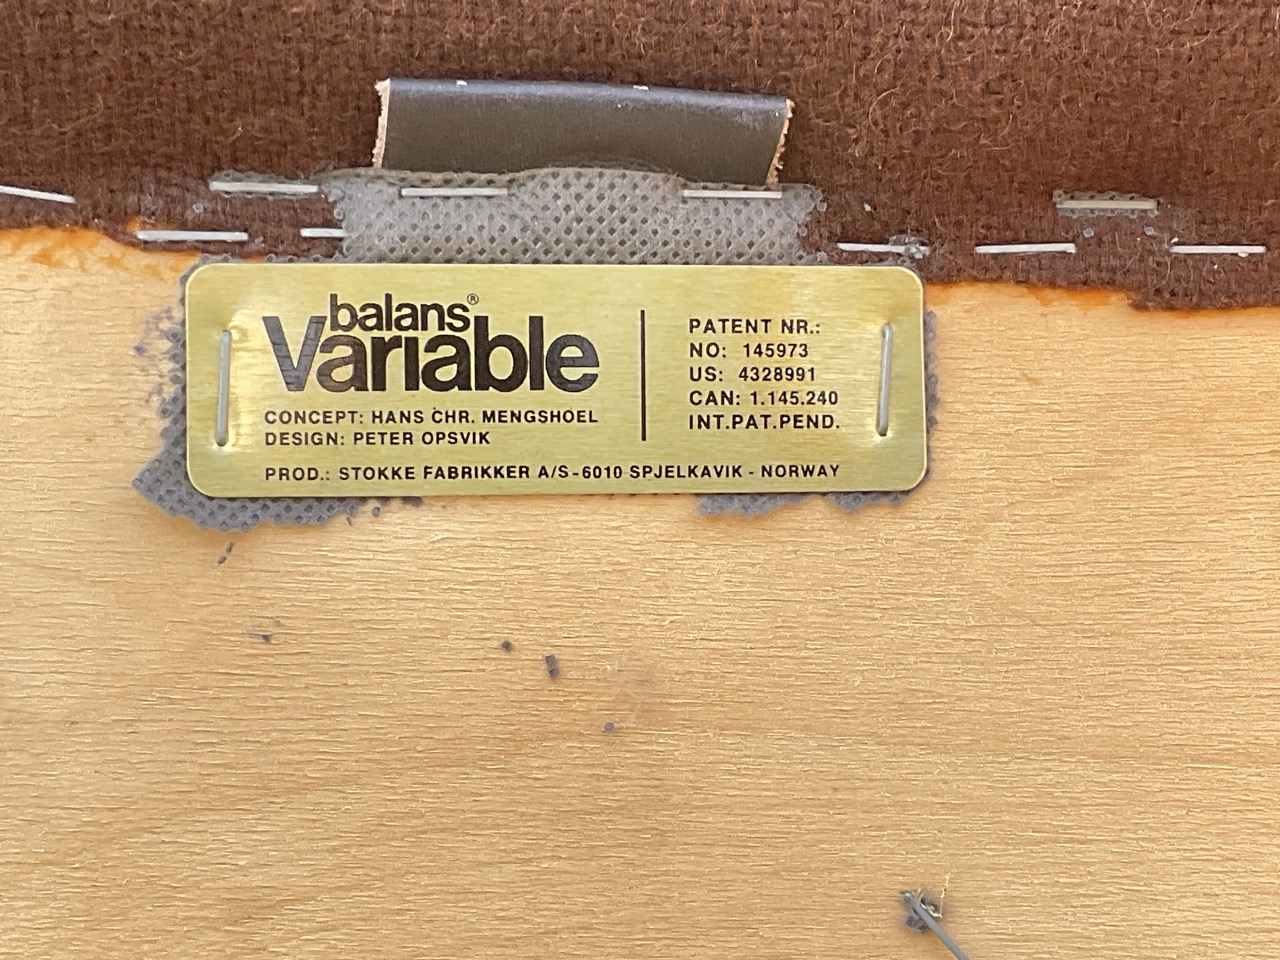 balans®
Variable
CONCEPT: HANS CHR. MENGSHOEL
DESIGN: PETER OPSVIK
PROD.: STOKKE FABRIKKER A/S-6010 SPJELKAVIK - NORWAY
PATENT NR.:
NO: 145973
US: 4328991
CAN: 1.145.240
INT.PAT.PEND.